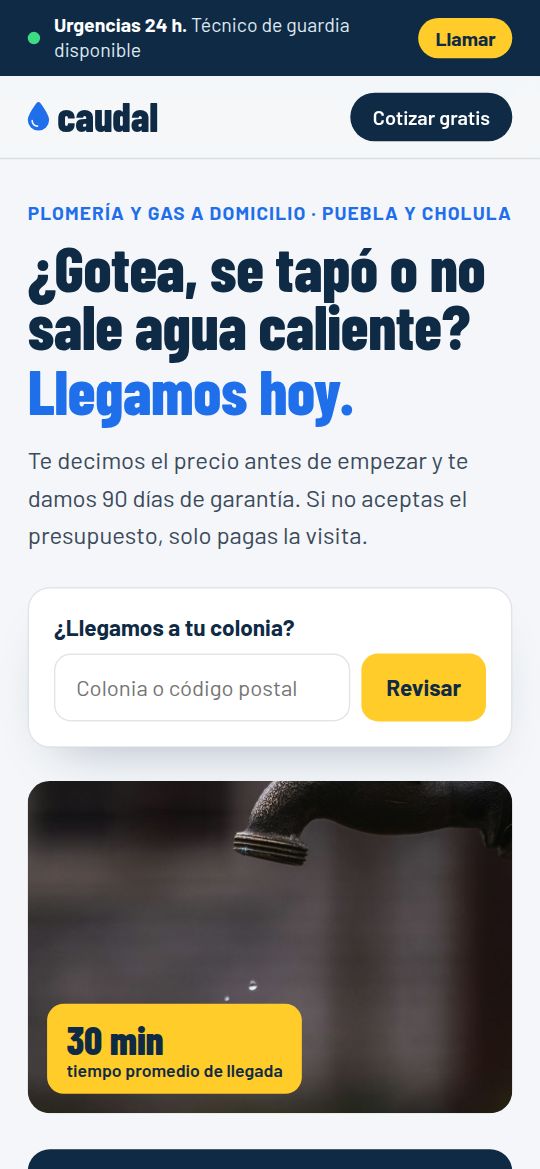 Urgencias 24 h. Técnico de guardia
disponible
Llamar
caudal
Cotizar gratis
PLOMERÍA Y GAS A DOMICILIO · PUEBLA Y CHOLULA
¿Gotea, se tapó o no
sale agua caliente?
Llegamos hoy.
Te decimos el precio antes de empezar y te
damos 90 días de garantía. Si no aceptas el
presupuesto, solo pagas la visita.
¿Llegamos a tu colonia?
Colonia o código postal
Revisar
30 min
tiempo promedio de llegada